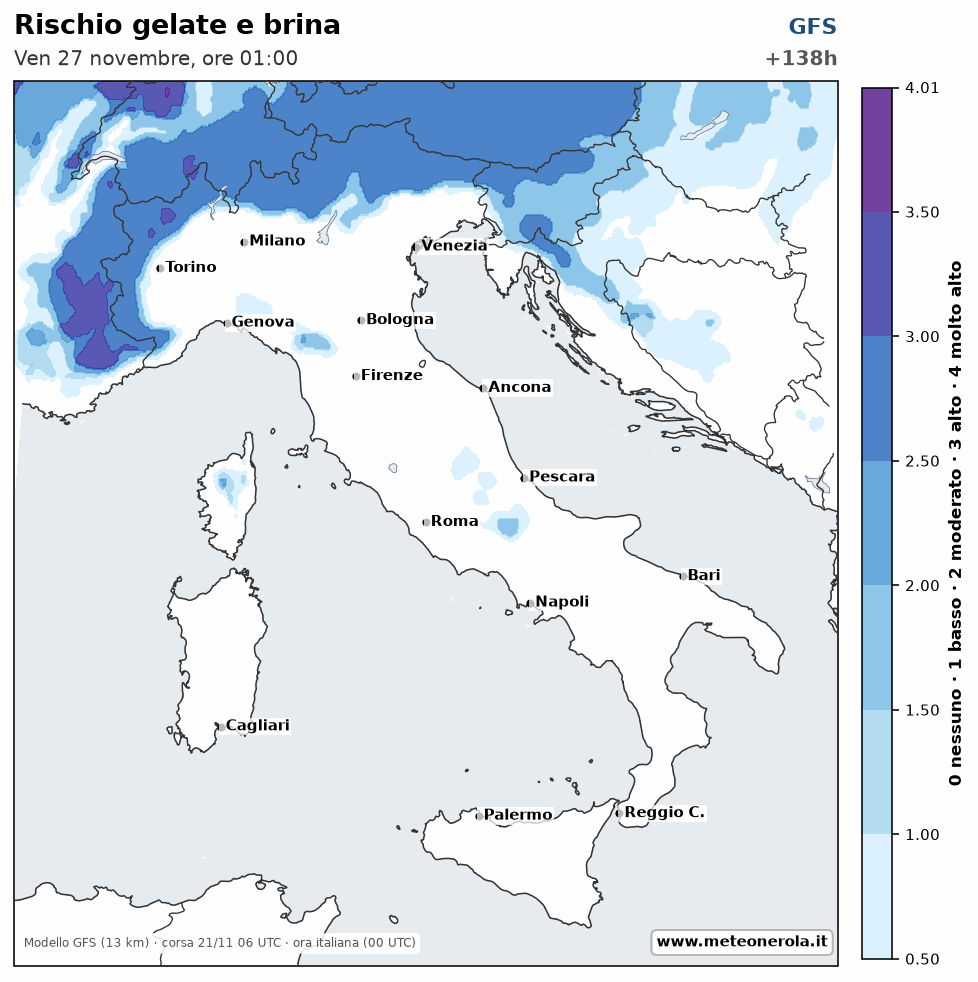 Rischio gelate e brina
GFS
Ven 27 novembre, ore 01:00
+138h
4.01
3.50
3.00
2.50
2.00
1.50
1.00
0.50
0 nessuno · 1 basso · 2 moderato · 3 alto · 4 molto alto
Milano
Venezia
Torino
Genova
Bologna
Firenze
Ancona
Pescara
Roma
Bari
Napoli
Cagliari
Palermo
Reggio C.
Modello GFS (13 km) · corsa 21/11 06 UTC · ora italiana (00 UTC)
www.meteonerola.it